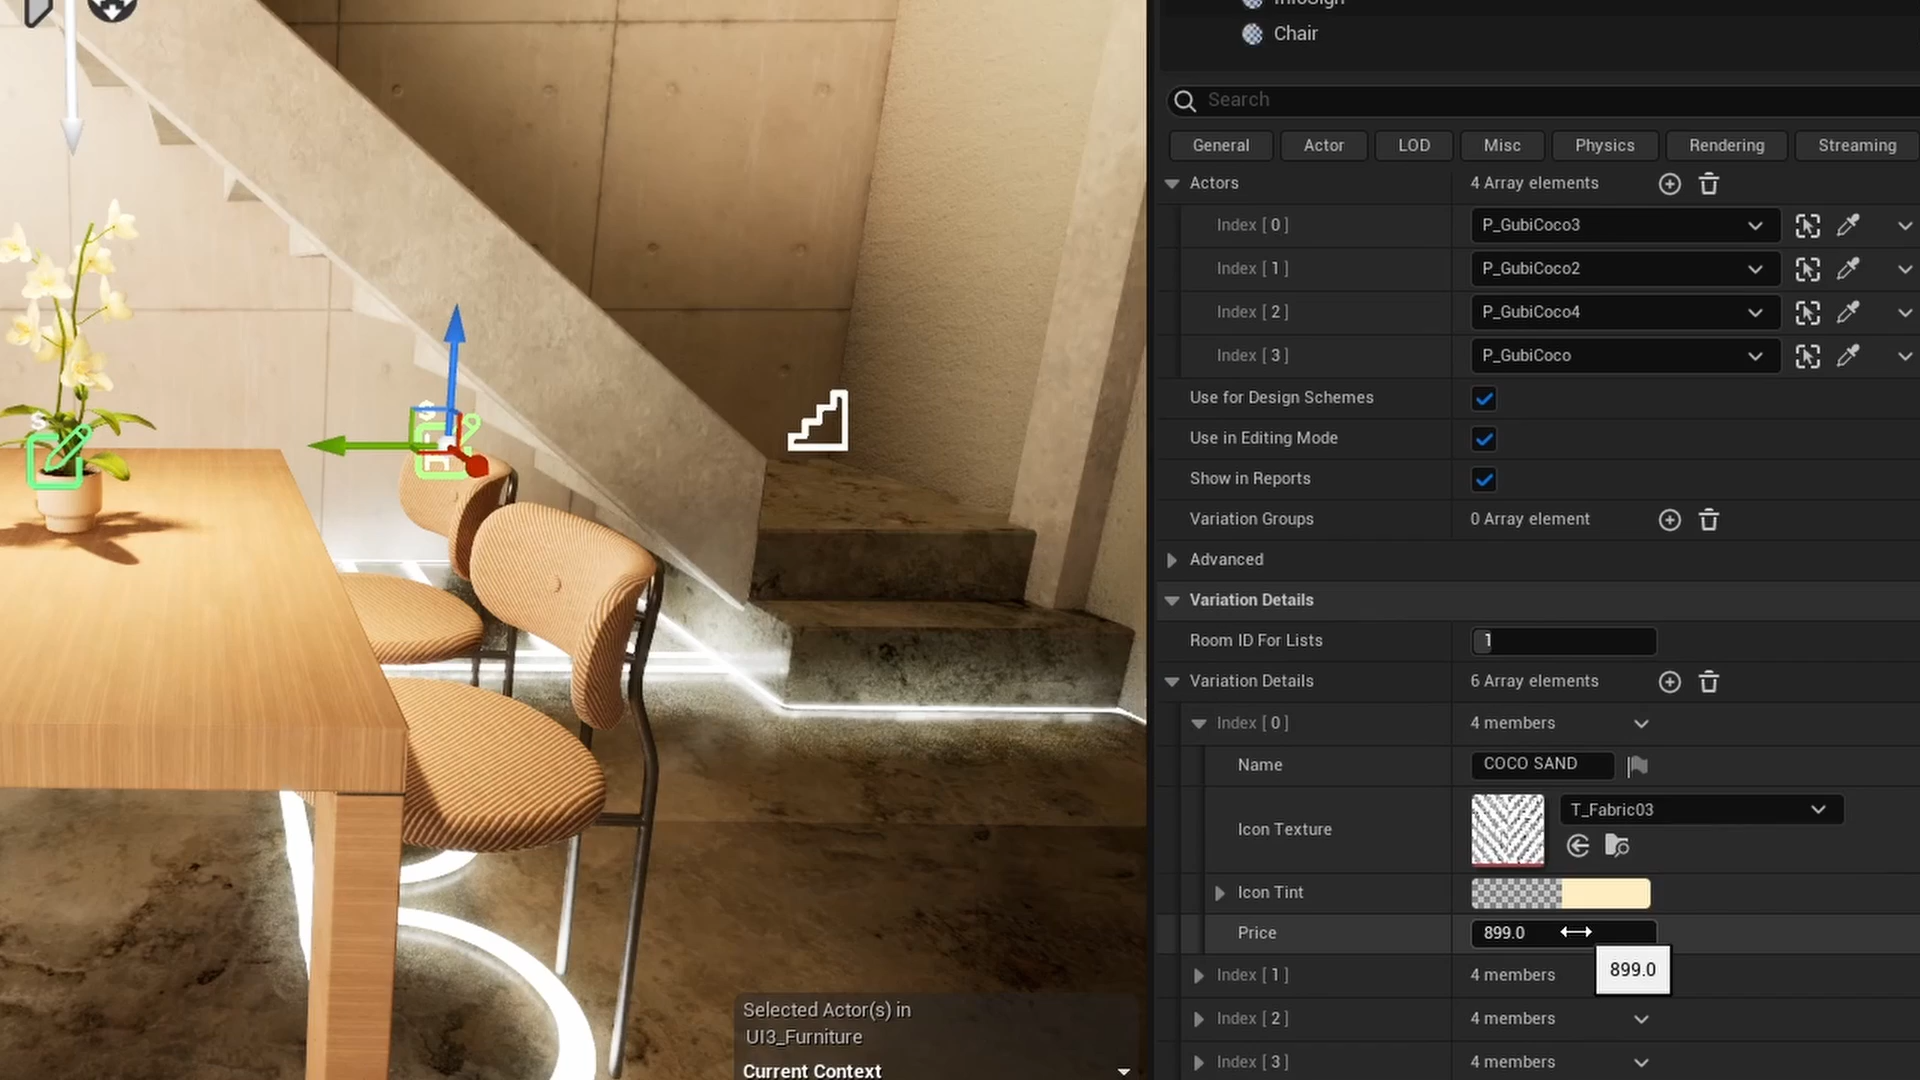 InfoSign
Chair
Search
General Actor LOD Misc Physics Rendering Streaming
Actors 4 Array elements
Index [ 0 ] P_GubiCoco3
Index [ 1 ] P_GubiCoco2
Index [ 2 ] P_GubiCoco4
Index [ 3 ] P_GubiCoco
Use for Design Schemes
Use in Editing Mode
Show in Reports
Variation Groups 0 Array element
Advanced
Variation Details
Room ID For Lists 1
Variation Details 6 Array elements
Index [ 0 ] 4 members
Name COCO SAND
Icon Texture T_Fabric03
Icon Tint
Price 899.0
899.0
Index [ 1 ] 4 members
Index [ 2 ] 4 members
Index [ 3 ] 4 members
S
S
Selected Actor(s) in
UI3_Furniture
Current Context